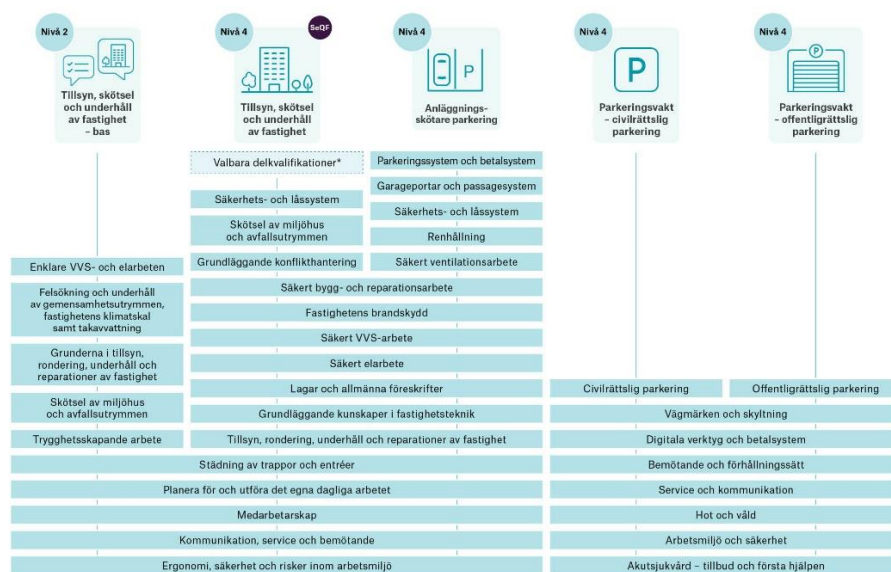 Nivå 2
Tillsyn, skötsel
och underhåll
av fastighet
– bas
Nivå 4
SeQF
Tillsyn, skötsel
och underhåll
av fastighet
Nivå 4
P
Anläggnings-
skötare parkering
Nivå 4
P
Parkeringsvakt
– civilrättslig
parkering
Nivå 4
P
Parkeringsvakt
– offentligrättslig
parkering
Valbara delkvalifikationer*
Parkeringssystem och betalsystem
Garageportar och passagesystem
Säkerhets- och låssystem
Säkerhets- och låssystem
Skötsel av miljöhus
och avfallsutrymmen
Renhållning
Enklare VVS- och elarbeten
Grundläggande konflikthantering
Säkert ventilationsarbete
Felsökning och underhåll
av gemensamhetsutrymmen,
fastighetens klimatskal
samt takavvattning
Säkert bygg- och reparationsarbete
Fastighetens brandskydd
Säkert VVS-arbete
Grunderna i tillsyn,
rondering, underhåll och
reparationer av fastighet
Säkert elarbete
Lagar och allmänna föreskrifter
Civilrättslig parkering
Offentligrättslig parkering
Skötsel av miljöhus
och avfallsutrymmen
Grundläggande kunskaper i fastighetsteknik
Vägmärken och skyltning
Trygghetsskapande arbete
Tillsyn, rondering, underhåll och reparationer av fastighet
Digitala verktyg och betalsystem
Städning av trappor och entréer
Bemötande och förhållningssätt
Planera för och utföra det egna dagliga arbetet
Service och kommunikation
Medarbetarskap
Hot och våld
Kommunikation, service och bemötande
Arbetsmiljö och säkerhet
Ergonomi, säkerhet och risker inom arbetsmiljö
Akutsjukvård – tillbud och första hjälpen